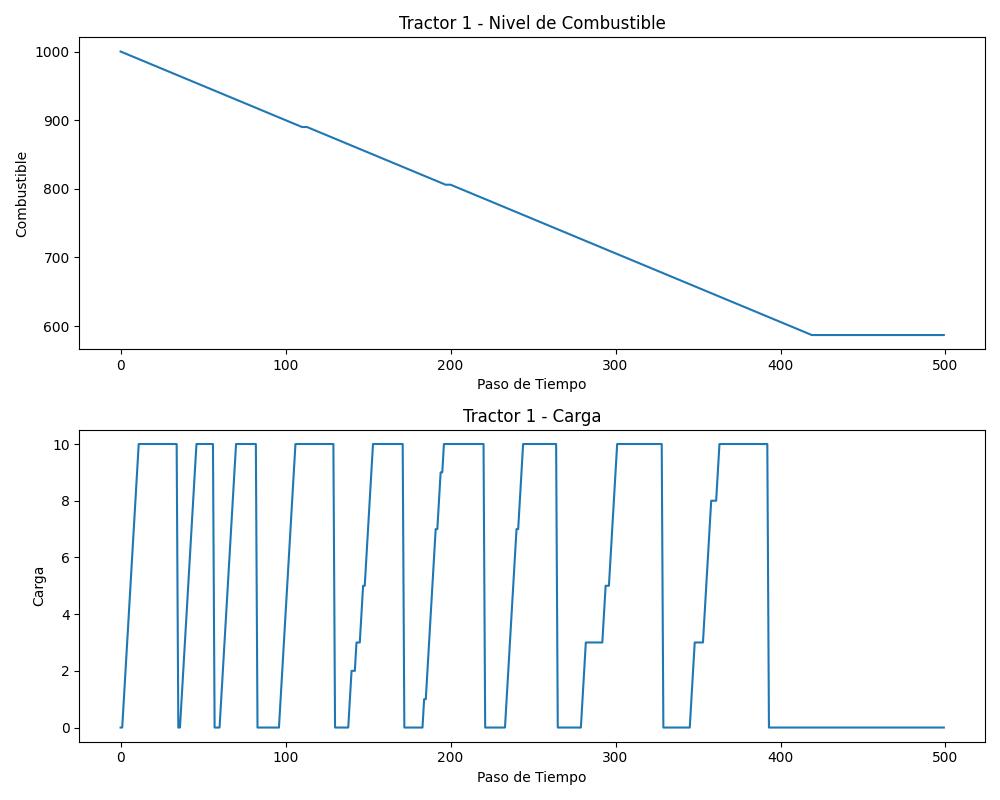 Tractor 1 - Nivel de Combustible
1000
900
800
700
600
Combustible
0 100 200 300 400 500
Paso de Tiempo
Tractor 1 - Carga
10
8
6
4
2
0
Carga
0 100 200 300 400 500
Paso de Tiempo